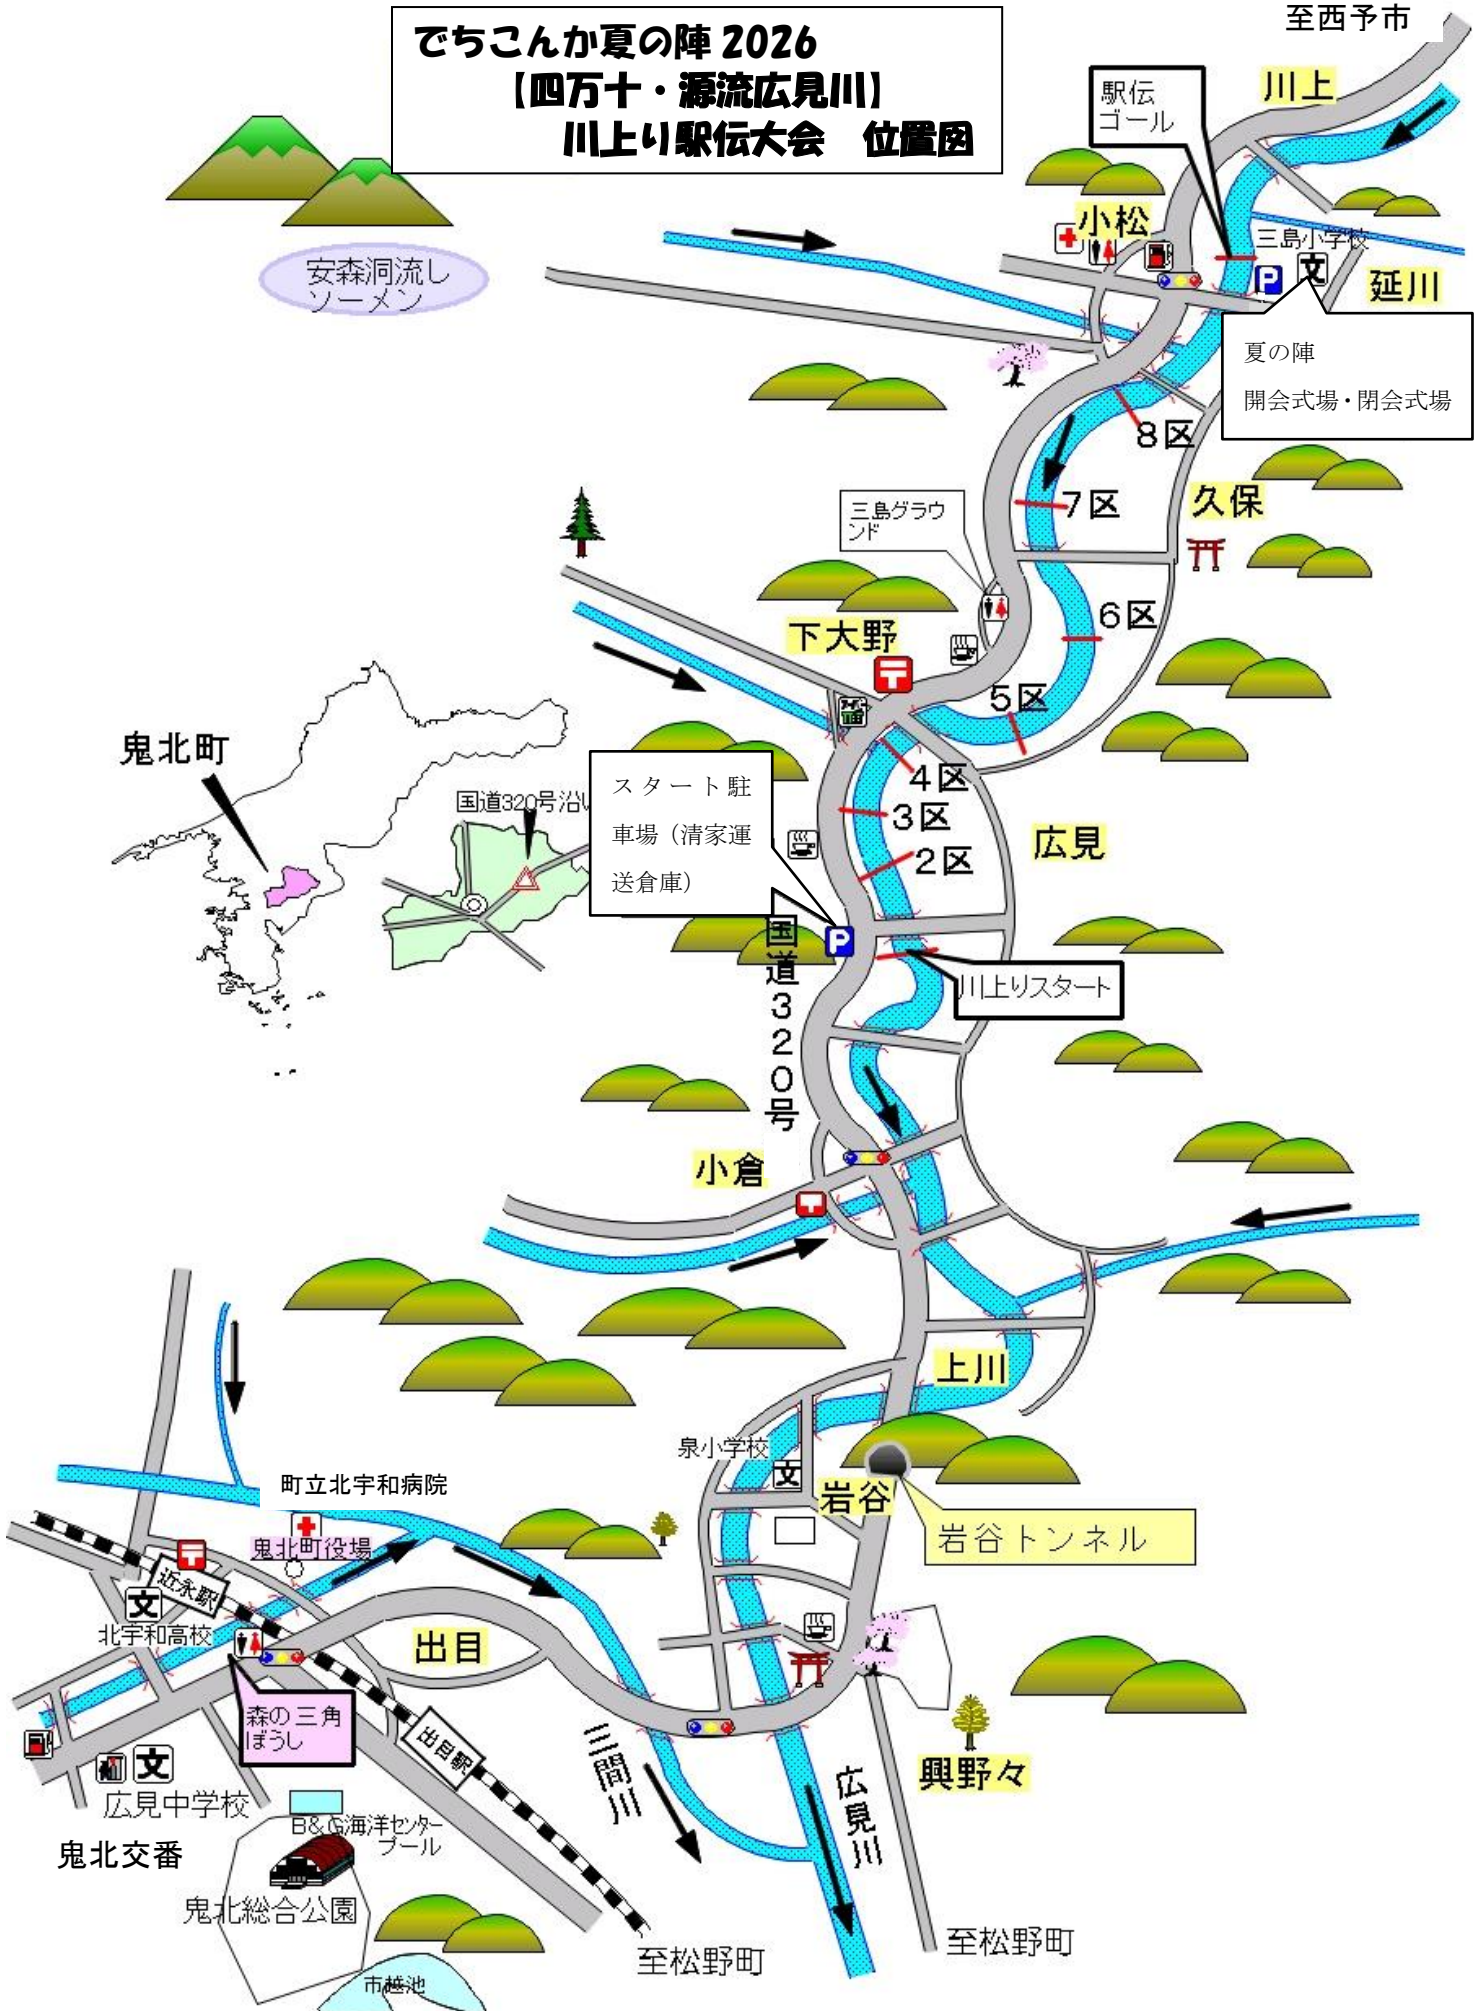 でちこんか夏の陣 2026
【四万十・源流広見川】
川上り駅伝大会 位置図
至西予市
川上
駅伝
ゴール
小松
三島小学校
文
P
延川
安森洞流し
ソーメン
夏の陣
開会式場・閉会式場
8区
7区
久保
三島グラウ
ンド
6区
下大野
5区
鬼北町
国道320号沿い
スタート駐
車場（清家運
送倉庫）
4区
3区
2区
広見
P
国道320号
川上りスタート
小倉
上川
泉小学校
文
岩谷
岩谷トンネル
町立北宇和病院
鬼北町役場
近永駅
文
北宇和高校
出目
森の三角
ぼうし
出目駅
三間川
広見川
興野々
文
広見中学校
鬼北交番
B&G海洋センター
プール
鬼北総合公園
市越池
至松野町
至松野町